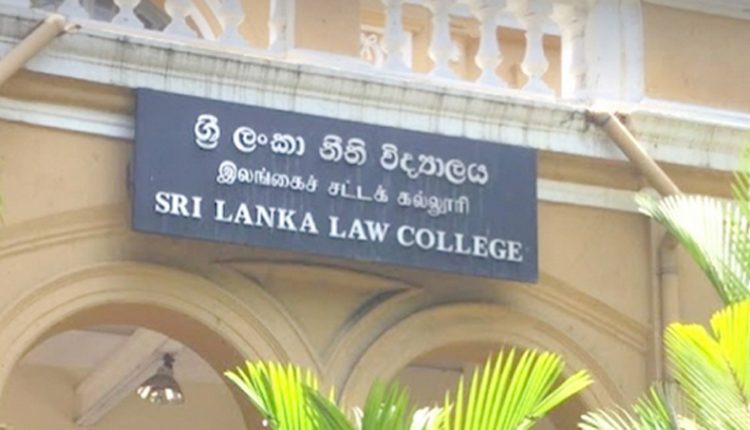 ශ්‍රී ලංකා නීති විද්‍යාලය
இலங்கைச் சட்டக் கல்லூரி
SRI LANKA LAW COLLEGE